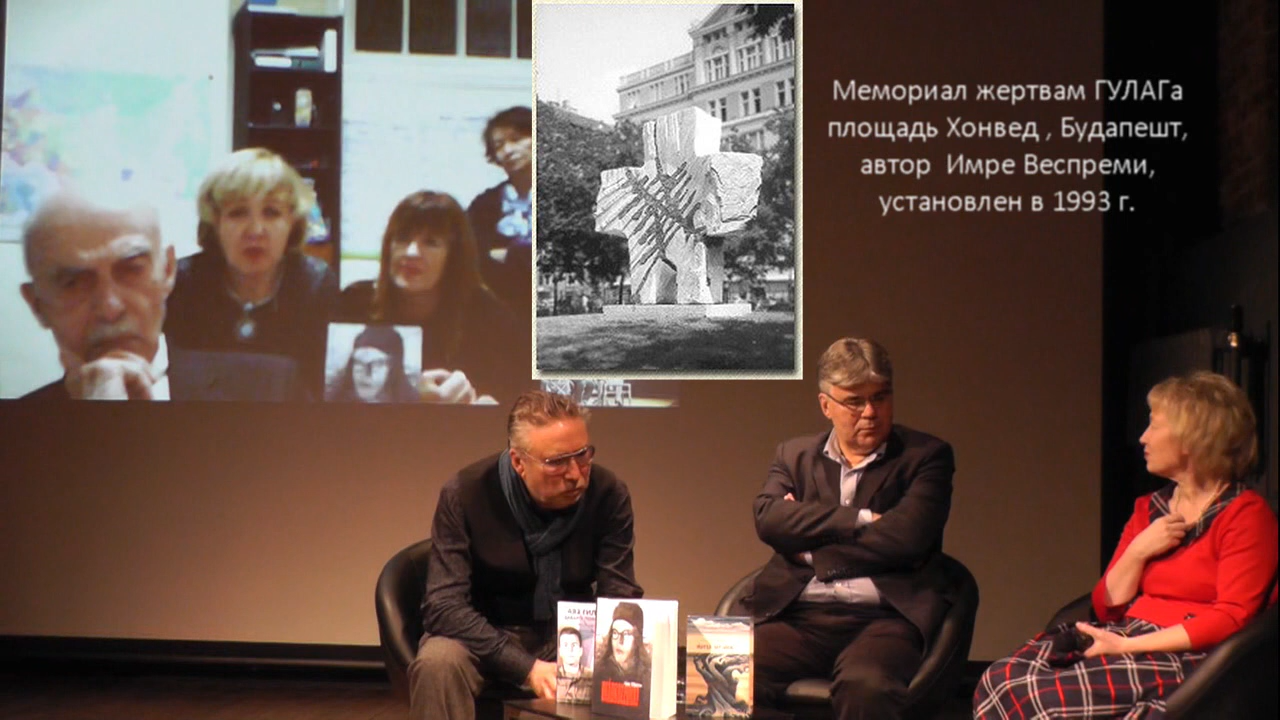 Мемориал жертвам ГУЛАГа
площадь Хонвед , Будапешт,
автор Имре Веспреми,
установлен в 1993 г.